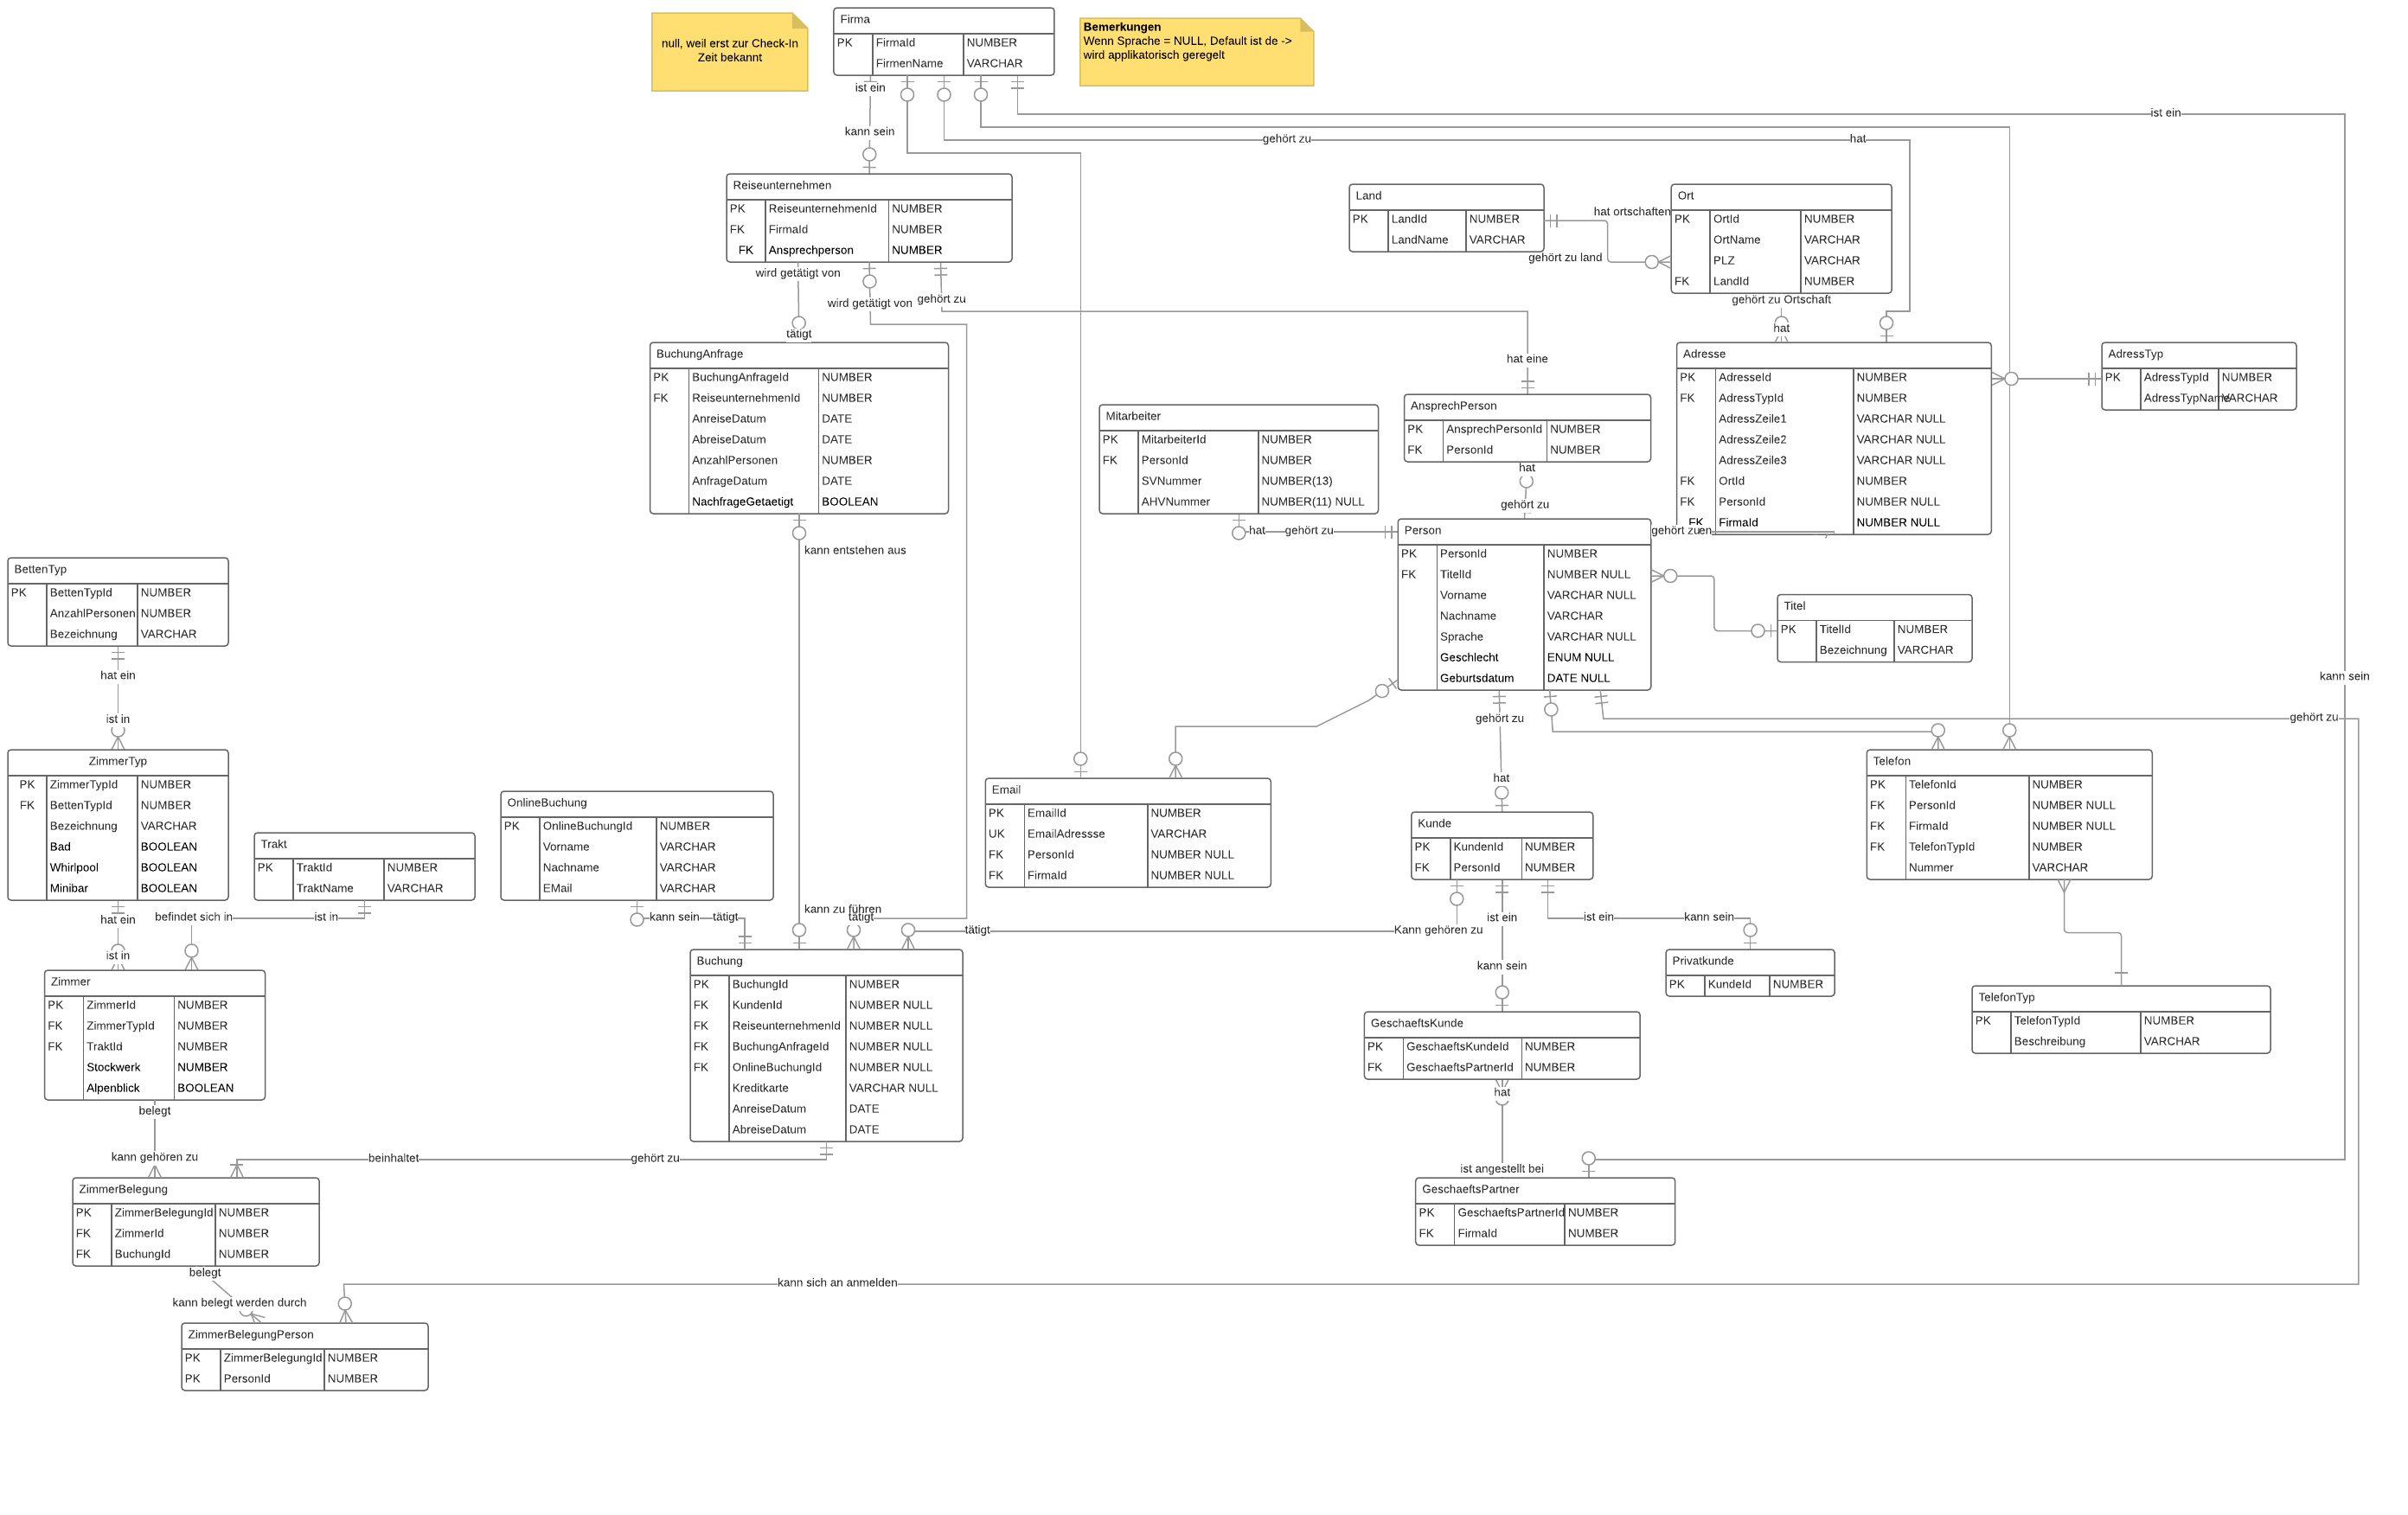 null, weil erst zur Check-In
Zeit bekannt
Firma
PK FirmaId NUMBER
FirmenName VARCHAR
Bemerkungen
Wenn Sprache = NULL, Default ist de ->
wird applikatorisch geregelt
ist ein
kann sein
ist ein
gehört zu
hat
Reiseunternehmen
PK ReiseunternehmenId NUMBER
FK FirmaId NUMBER
FK Ansprechperson NUMBER
Land
PK LandId NUMBER
LandName VARCHAR
hat ortschaften
gehört zu land
Ort
PK OrtId NUMBER
OrtName VARCHAR
PLZ VARCHAR
FK LandId NUMBER
wird getätigt von
tätigt
wird getätigt von
gehört zu
hat eine
gehört zu Ortschaft
hat
BuchungAnfrage
PK BuchungAnfrageId NUMBER
FK ReiseunternehmenId NUMBER
AnreiseDatum DATE
AbreiseDatum DATE
AnzahlPersonen NUMBER
AnfrageDatum DATE
NachfrageGetaetigt BOOLEAN
Adresse
PK AdresseId NUMBER
FK AdressTypId NUMBER
AdressZeile1 VARCHAR NULL
AdressZeile2 VARCHAR NULL
AdressZeile3 VARCHAR NULL
FK OrtId NUMBER
FK PersonId NUMBER NULL
FK FirmaId NUMBER NULL
AdressTyp
PK AdressTypId NUMBER
AdressTypName VARCHAR
Mitarbeiter
PK MitarbeiterId NUMBER
FK PersonId NUMBER
SVNummer NUMBER(13)
AHVNummer NUMBER(11) NULL
AnsprechPerson
PK AnsprechPersonId NUMBER
FK PersonId NUMBER
hat
gehört zu
hat
gehört zu
gehört zu
en
kann entstehen aus
Person
PK PersonId NUMBER
FK TitelId NUMBER NULL
Vorname VARCHAR NULL
Nachname VARCHAR
Sprache VARCHAR NULL
Geschlecht ENUM NULL
Geburtsdatum DATE NULL
BettenTyp
PK BettenTypId NUMBER
AnzahlPersonen NUMBER
Bezeichnung VARCHAR
Titel
PK TitelId NUMBER
Bezeichnung VARCHAR
hat ein
ist in
kann sein
gehört zu
hat
gehört zu
ZimmerTyp
PK ZimmerTypId NUMBER
FK BettenTypId NUMBER
Bezeichnung VARCHAR
Bad BOOLEAN
Whirlpool BOOLEAN
Minibar BOOLEAN
Trakt
PK TraktId NUMBER
TraktName VARCHAR
OnlineBuchung
PK OnlineBuchungId NUMBER
Vorname VARCHAR
Nachname VARCHAR
EMail VARCHAR
Email
PK EmailId NUMBER
UK EmailAdressse VARCHAR
FK PersonId NUMBER NULL
FK FirmaId NUMBER NULL
Kunde
PK KundenId NUMBER
FK PersonId NUMBER
Telefon
PK TelefonId NUMBER
FK PersonId NUMBER NULL
FK FirmaId NUMBER NULL
FK TelefonTypId NUMBER
Nummer VARCHAR
hat ein
ist in
befindet sich in
ist in
kann sein
tätigt
kann zu führen
tätigt
tätigt
Kann gehören zu
ist ein
kann sein
ist ein
kann sein
Zimmer
PK ZimmerId NUMBER
FK ZimmerTypId NUMBER
FK TraktId NUMBER
Stockwerk NUMBER
Alpenblick BOOLEAN
Buchung
PK BuchungId NUMBER
FK KundenId NUMBER NULL
FK ReiseunternehmenId NUMBER NULL
FK BuchungAnfrageId NUMBER NULL
FK OnlineBuchungId NUMBER NULL
Kreditkarte VARCHAR NULL
AnreiseDatum DATE
AbreiseDatum DATE
Privatkunde
PK KundeId NUMBER
TelefonTyp
PK TelefonTypId NUMBER
Beschreibung VARCHAR
GeschaeftsKunde
PK GeschaeftsKundeId NUMBER
FK GeschaeftsPartnerId NUMBER
hat
ist angestellt bei
belegt
kann gehören zu
beinhaltet
gehört zu
ZimmerBelegung
PK ZimmerBelegungId NUMBER
FK ZimmerId NUMBER
FK BuchungId NUMBER
GeschaeftsPartner
PK GeschaeftsPartnerId NUMBER
FK FirmaId NUMBER
belegt
kann belegt werden durch
kann sich an anmelden
ZimmerBelegungPerson
PK ZimmerBelegungId NUMBER
PK PersonId NUMBER